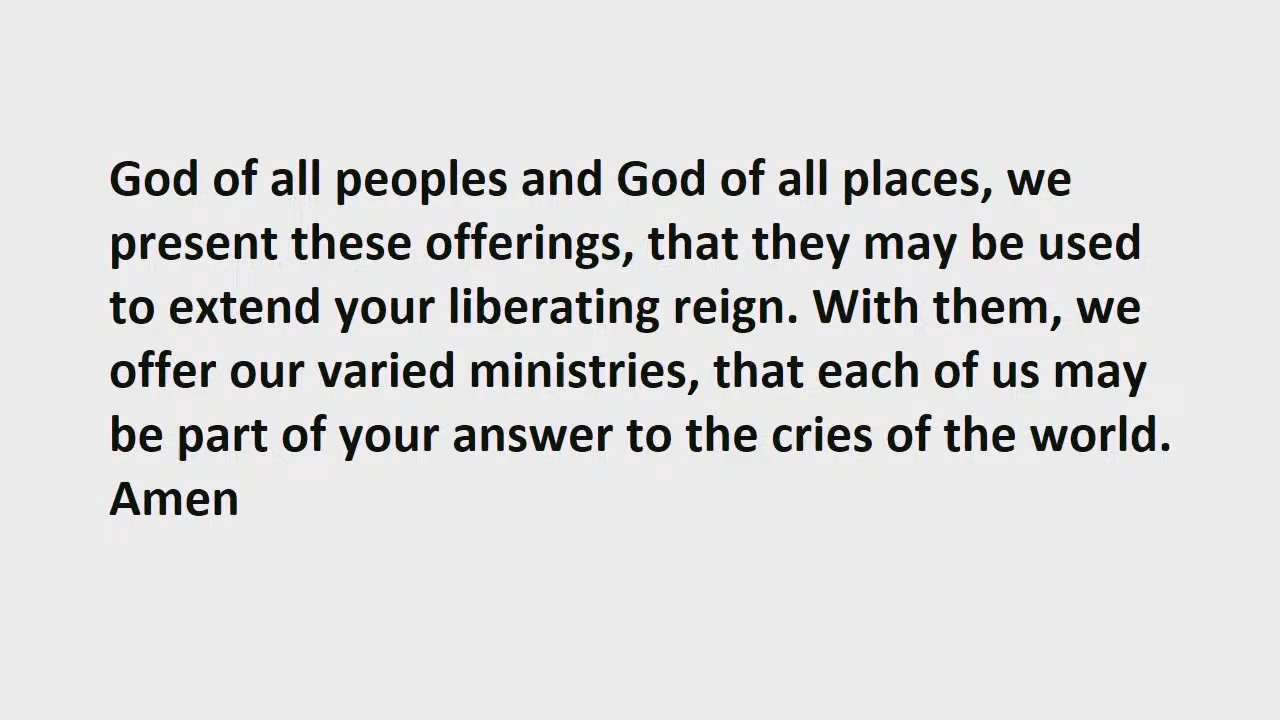 God of all peoples and God of all places, we
present these offerings, that they may be used
to extend your liberating reign. With them, we
offer our varied ministries, that each of us may
be part of your answer to the cries of the world.
Amen